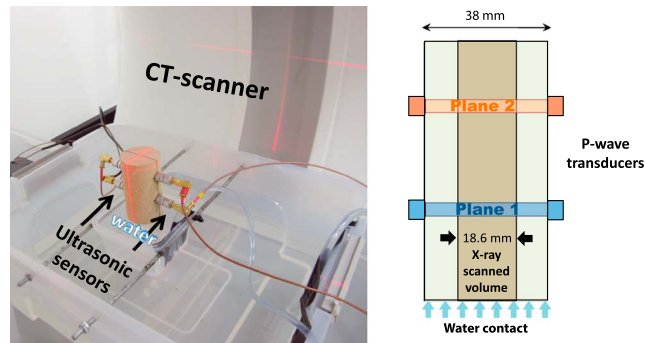 CT-scanner
water
Ultrasonic
sensors
38 mm
Plane 2
P-wave
transducers
Plane 1
18.6 mm
X-ray
scanned
volume
Water contact